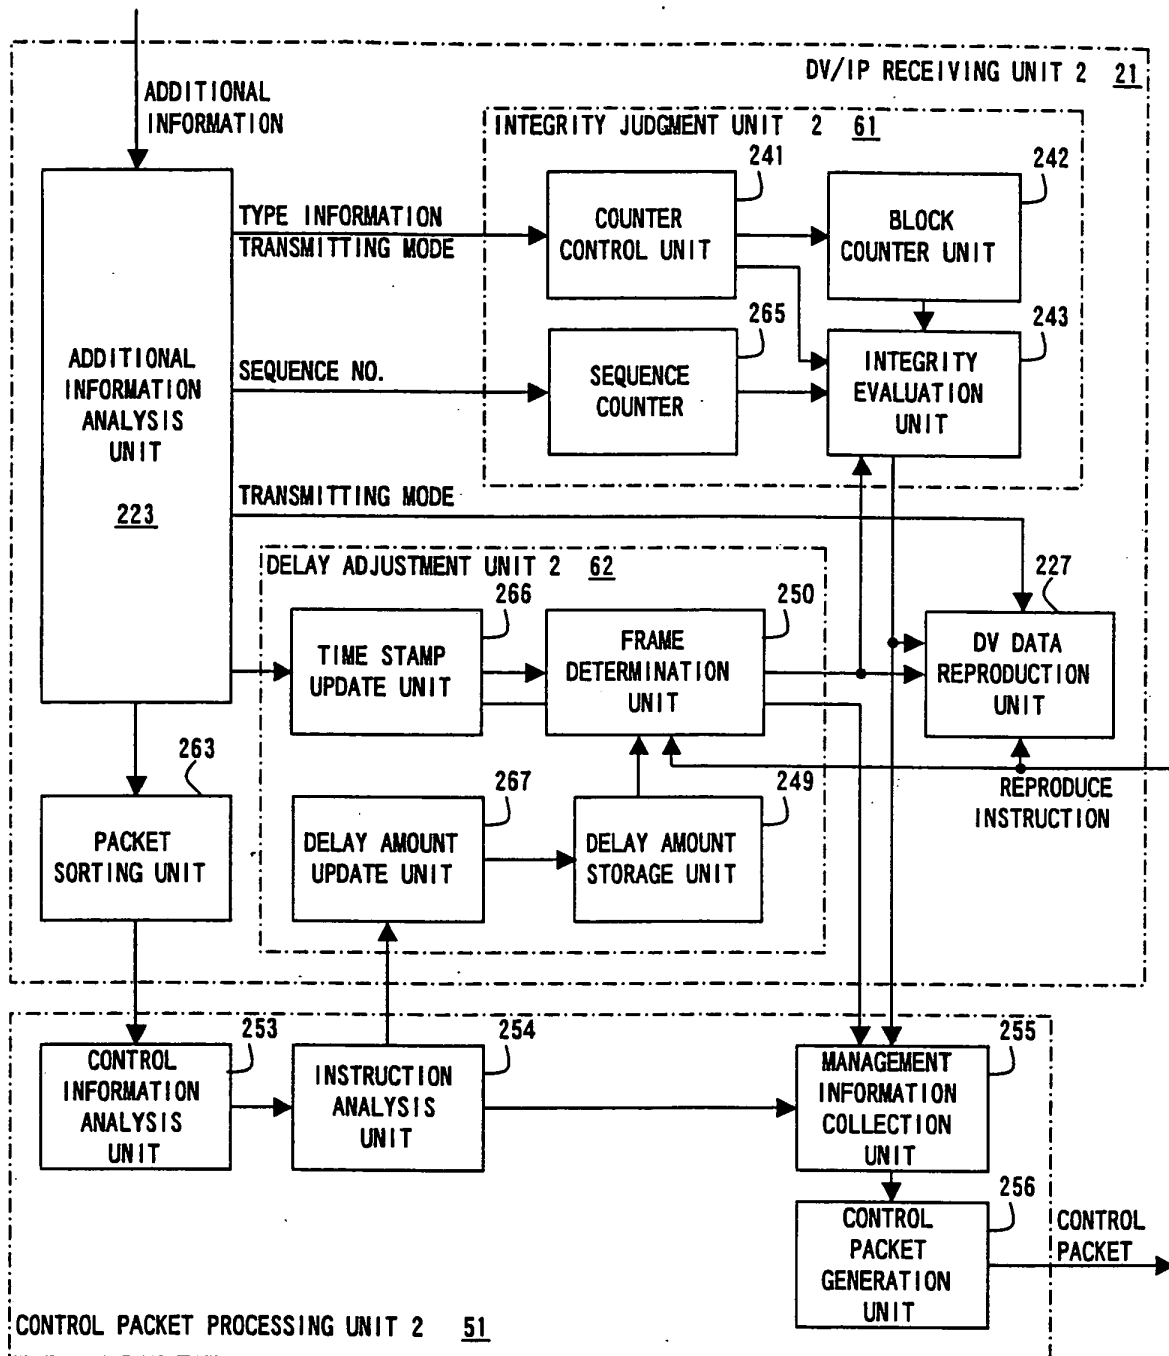 DV/IP RECEIVING UNIT 2 21
ADDITIONAL
INFORMATION
INTEGRITY JUDGMENT UNIT 2 61
241
242
TYPE INFORMATION
TRANSMITTING MODE
COUNTER
CONTROL UNIT
BLOCK
COUNTER UNIT
265
243
ADDITIONAL
INFORMATION
ANALYSIS
UNIT
223
SEQUENCE NO.
SEQUENCE
COUNTER
INTEGRITY
EVALUATION
UNIT
TRANSMITTING MODE
DELAY ADJUSTMENT UNIT 2 62
266
250
227
TIME STAMP
UPDATE UNIT
FRAME
DETERMINATION
UNIT
DV DATA
REPRODUCTION
UNIT
263
267
249
REPRODUCE
INSTRUCTION
PACKET
SORTING UNIT
DELAY AMOUNT
UPDATE UNIT
DELAY AMOUNT
STORAGE UNIT
253
254
255
CONTROL
INFORMATION
ANALYSIS
UNIT
INSTRUCTION
ANALYSIS
UNIT
MANAGEMENT
INFORMATION
COLLECTION
UNIT
256
CONTROL
PACKET
GENERATION
UNIT
CONTROL
PACKET
CONTROL PACKET PROCESSING UNIT 2 51